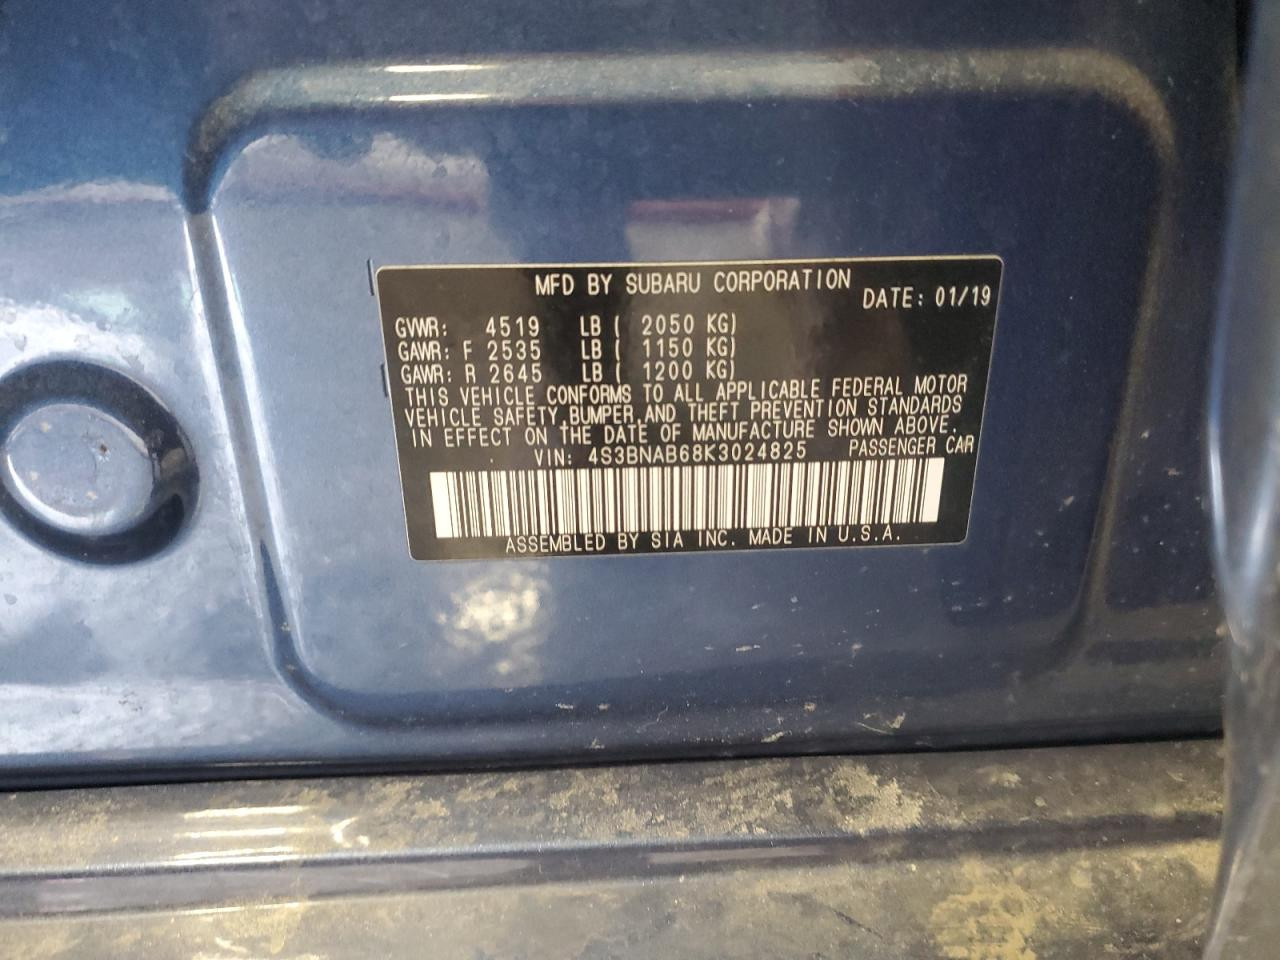 MFD BY SUBARU CORPORATION
DATE: 01/19
GVWR: 4519 LB ( 2050 KG)
GAWR: F 2535 LB ( 1150 KG)
GAWR: R 2645 LB ( 1200 KG)
THIS VEHICLE CONFORMS TO ALL APPLICABLE FEDERAL MOTOR
VEHICLE SAFETY, BUMPER, AND THEFT PREVENTION STANDARDS
IN EFFECT ON THE DATE OF MANUFACTURE SHOWN ABOVE.
VIN: 4S3BNAB68K3024825 PASSENGER CAR
ASSEMBLED BY SIA INC. MADE IN U.S.A.